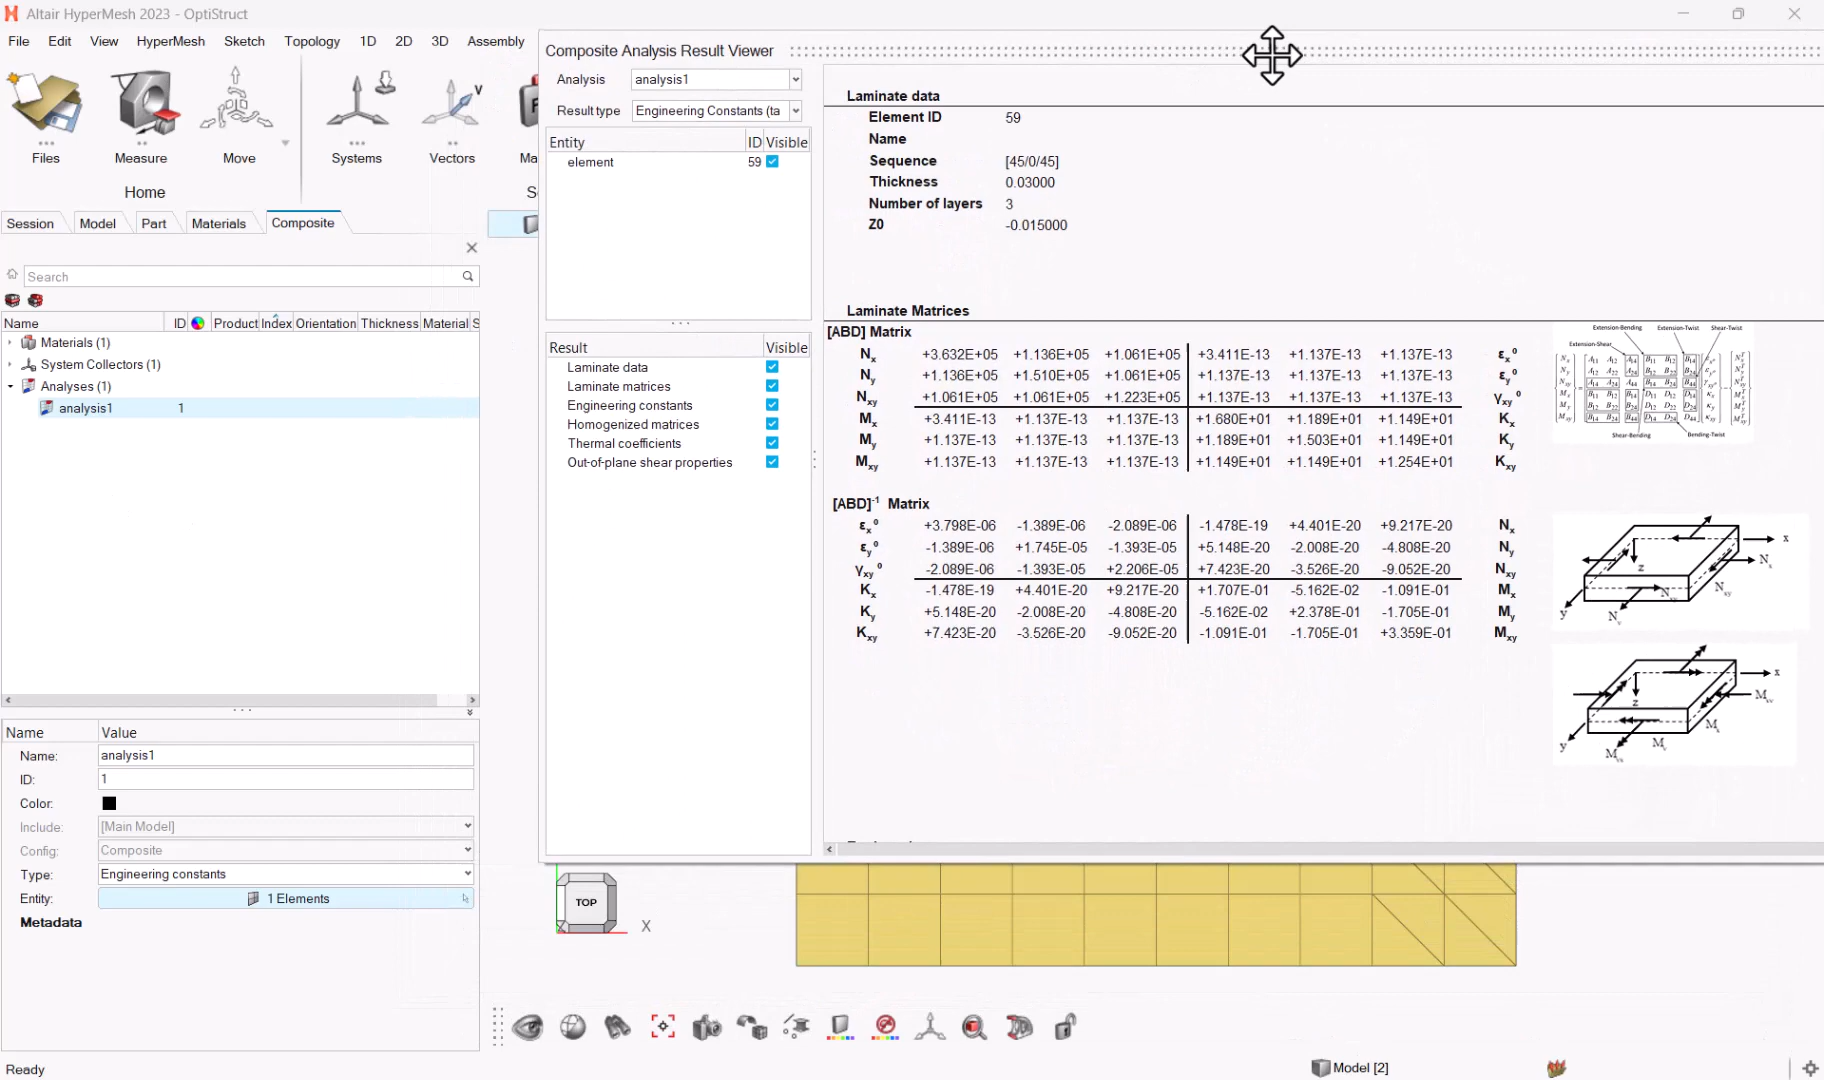 Altair HyperMesh 2023 - OptiStruct
File Edit View HyperMesh Sketch Topology 1D 2D 3D Assembly
Files Measure Move Systems Vectors Ma
Home S
Session Model Part Materials Composite
Search
Name ID Product Index Orientation Thickness Material S
Materials (1)
System Collectors (1)
Analyses (1)
analysis1 1
Name Value
Name: analysis1
ID: 1
Color:
Include: [Main Model]
Config: Composite
Type: Engineering constants
Entity: 1 Elements
Metadata
Composite Analysis Result Viewer
Analysis analysis1
Result type Engineering Constants (ta
Entity ID Visible
element 59
Result Visible
Laminate data
Laminate matrices
Engineering constants
Homogenized matrices
Thermal coefficients
Out-of-plane shear properties
Laminate data
Element ID 59
Name
Sequence [45/0/45]
Thickness 0.03000
Number of layers 3
Z0 -0.015000
Laminate Matrices
[ABD] Matrix
Nx +3.632E+05 +1.136E+05 +1.061E+05 +3.411E-13 +1.137E-13 +1.137E-13 εx⁰
Ny +1.136E+05 +1.510E+05 +1.061E+05 +1.137E-13 +1.137E-13 +1.137E-13 εy⁰
Nxy +1.061E+05 +1.061E+05 +1.223E+05 +1.137E-13 +1.137E-13 +1.137E-13 γxy⁰
Mx +3.411E-13 +1.137E-13 +1.137E-13 +1.680E+01 +1.189E+01 +1.149E+01 Kx
My +1.137E-13 +1.137E-13 +1.137E-13 +1.189E+01 +1.503E+01 +1.149E+01 Ky
Mxy +1.137E-13 +1.137E-13 +1.137E-13 +1.149E+01 +1.149E+01 +1.254E+01 Kxy
Extension-Bending Extension-Twist Shear-Twist
Extension-Shear
Shear-Bending Bending-Twist
[ABD]-1 Matrix
εx⁰ +3.798E-06 -1.389E-06 -2.089E-06 -1.478E-19 +4.401E-20 +9.217E-20 Nx
εy⁰ -1.389E-06 +1.745E-05 -1.393E-05 +5.148E-20 -2.008E-20 -4.808E-20 Ny
γxy⁰ -2.089E-06 -1.393E-05 +2.206E-05 +7.423E-20 -3.526E-20 -9.052E-20 Nxy
Kx -1.478E-19 +4.401E-20 +9.217E-20 +1.707E-01 -5.162E-02 -1.091E-01 Mx
Ky +5.148E-20 -2.008E-20 -4.808E-20 -5.162E-02 +2.378E-01 -1.705E-01 My
Kxy +7.423E-20 -3.526E-20 -9.052E-20 -1.091E-01 -1.705E-01 +3.359E-01 Mxy
x
z
Nx
Nxy
y
x
z
y
TOP
X
Ready Model [2]